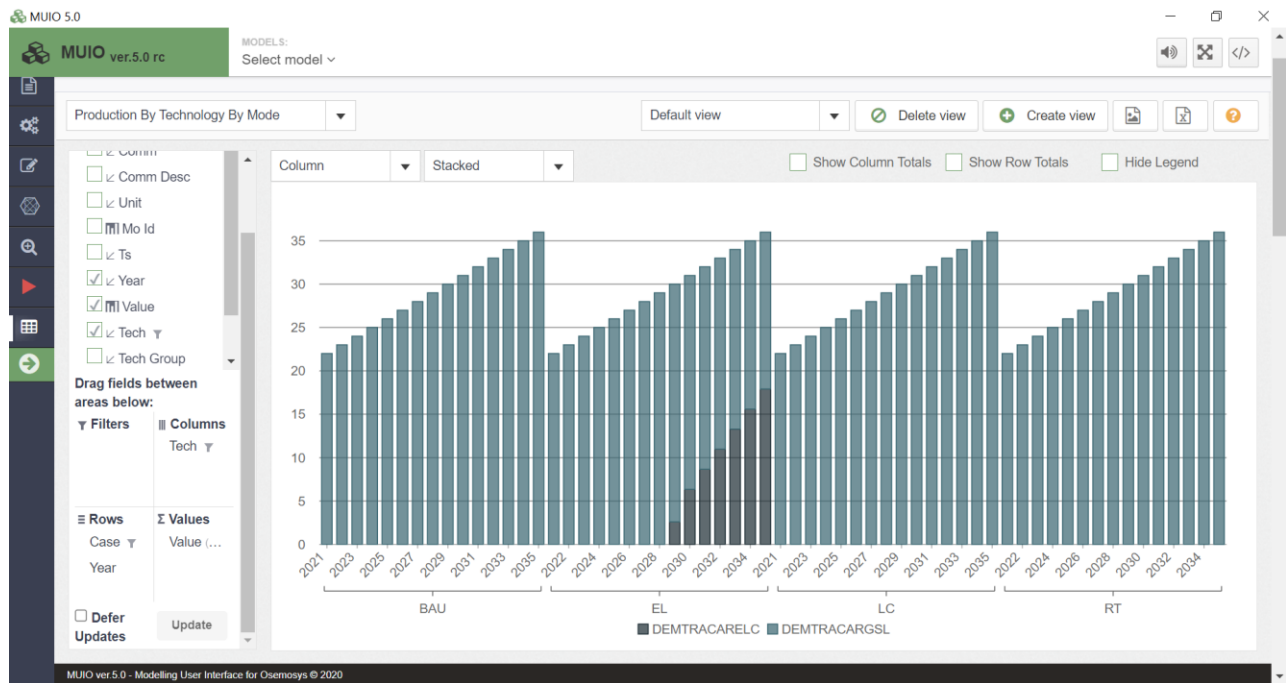 MUIO 5.0
MUIO ver.5.0 rc
MODELS:
Select model
Production By Technology By Mode
Default view
Delete view
Create view
Comm
Comm Desc
Unit
Mo Id
Ts
Year
Value
Tech
Tech Group
Drag fields between
areas below:
Filters
Columns
Tech
Rows
Values
Case
Value (...
Year
Defer
Updates
Update
Column
Stacked
Show Column Totals
Show Row Totals
Hide Legend
35
30
25
20
15
10
5
0
2021 2023 2025 2027 2029 2031 2033 2035 2022 2024 2026 2028 2030 2032 2034 2021 2023 2025 2027 2029 2031 2033 2035 2022 2024 2026 2028 2030 2032 2034
BAU EL LC RT
DEMTRACARELC DEMTRACARGSL
MUIO ver.5.0 - Modelling User Interface for Osemosys © 2020